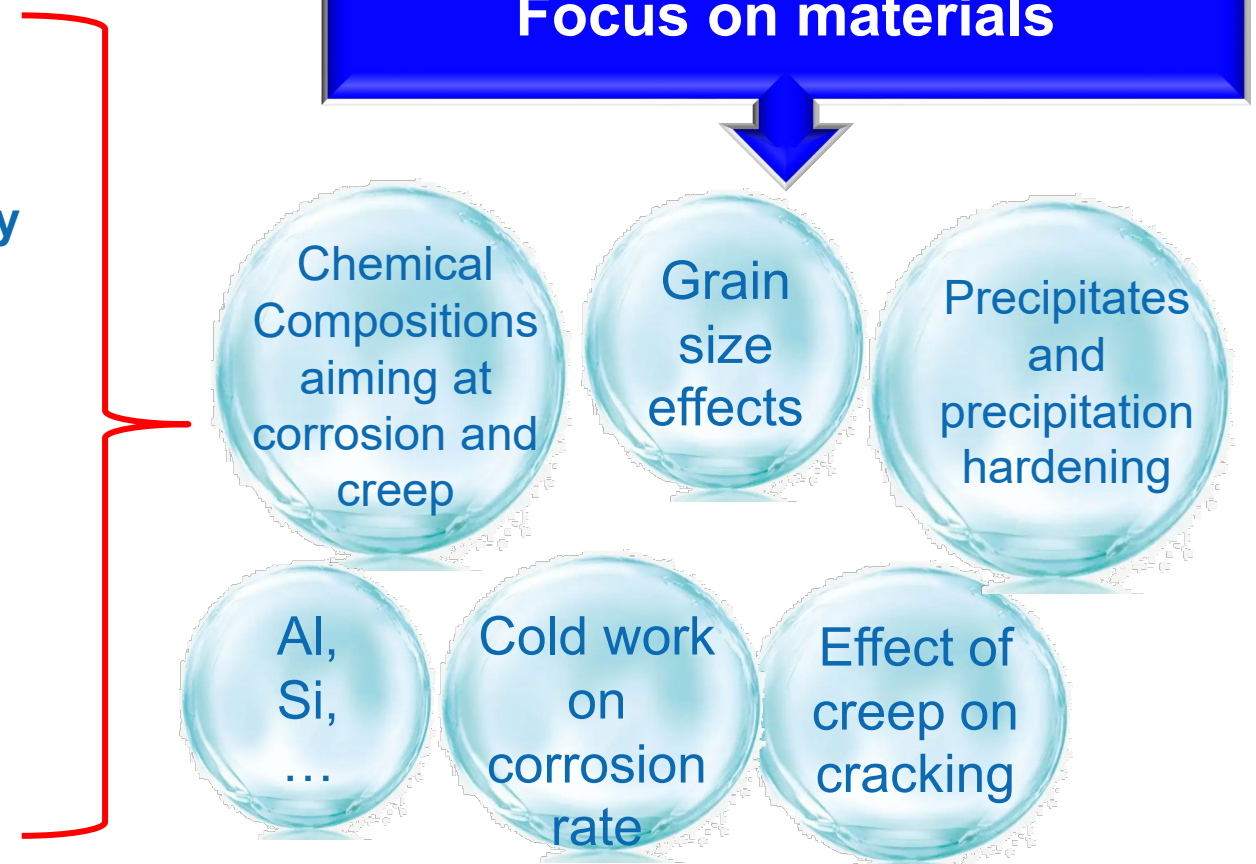 Focus on materials
y
Chemical
Compositions
aiming at
corrosion and
creep
Grain
size
effects
Precipitates
and
precipitation
hardening
Al,
Si,
…
Cold work
on
corrosion
rate
Effect of
creep on
cracking